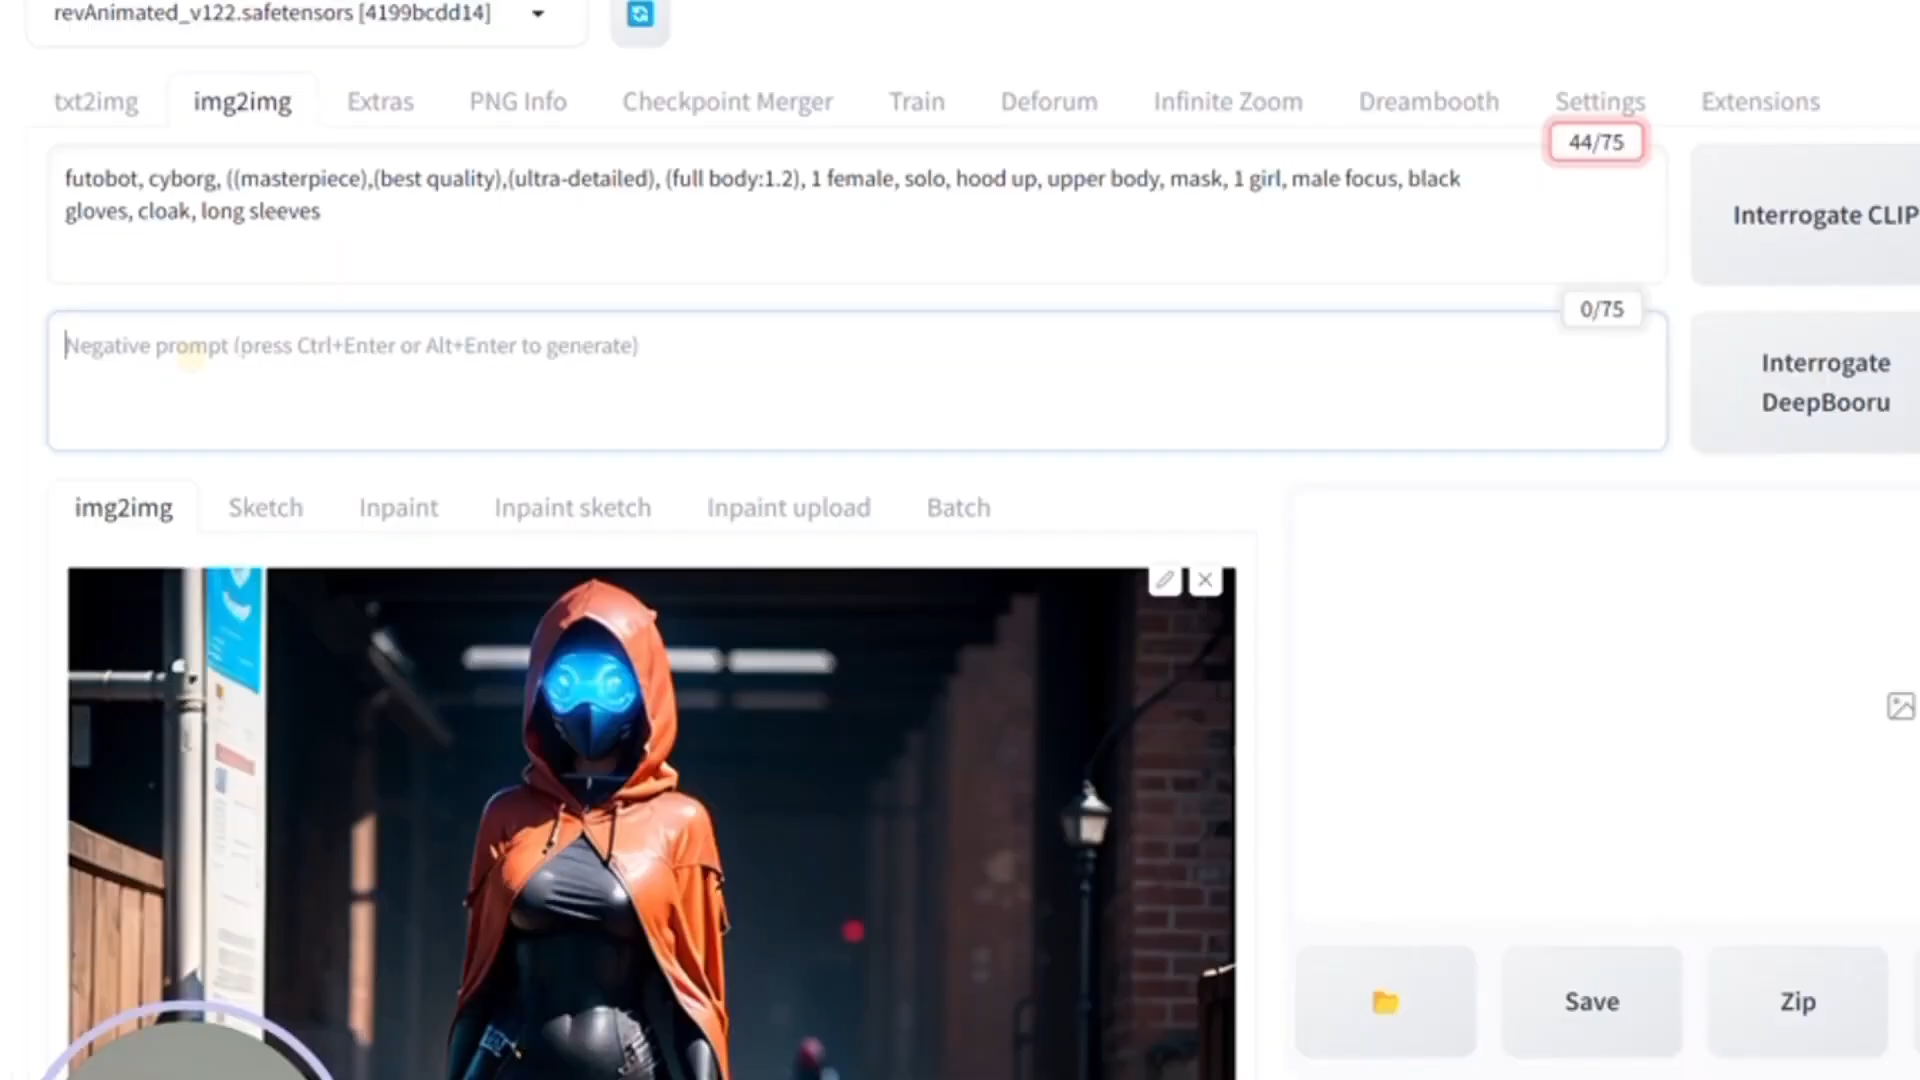 revAnimated_v122.safetensors [4199bcdd14]
txt2img img2img Extras PNG Info Checkpoint Merger Train Deforum Infinite Zoom Dreambooth Settings Extensions
44/75
futobot, cyborg, ((masterpiece),(best quality),(ultra-detailed), (full body:1.2), 1 female, solo, hood up, upper body, mask, 1 girl, male focus, black
gloves, cloak, long sleeves
Interrogate CLIP
0/75
Negative prompt (press Ctrl+Enter or Alt+Enter to generate)
Interrogate
DeepBooru
img2img Sketch Inpaint Inpaint sketch Inpaint upload Batch
Save
Zip